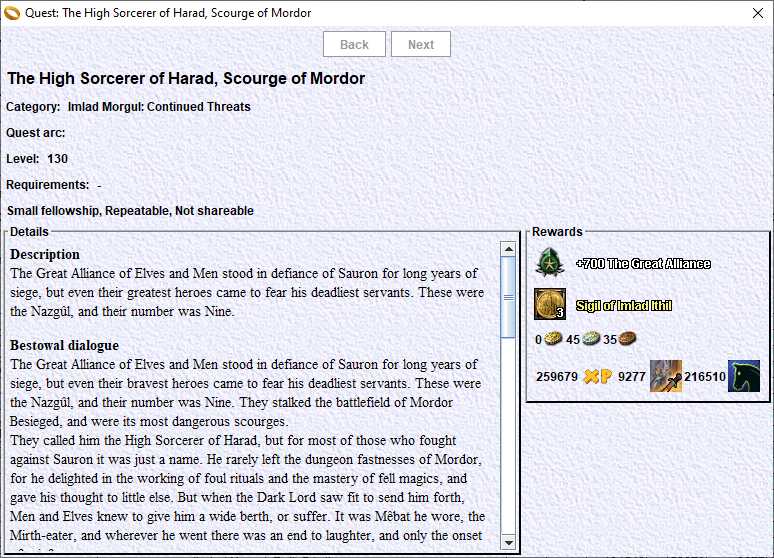 Quest: The High Sorcerer of Harad, Scourge of Mordor
Back Next
The High Sorcerer of Harad, Scourge of Mordor
Category: Imlad Morgul: Continued Threats
Quest arc:
Level: 130
Requirements: -
Small fellowship, Repeatable, Not shareable
Details
Description
The Great Alliance of Elves and Men stood in defiance of Sauron for long years of
siege, but even their greatest heroes came to fear his deadliest servants. These were
the Nazgûl, and their number was Nine.
Bestowal dialogue
The Great Alliance of Elves and Men stood in defiance of Sauron for long years of
siege, but even their bravest heroes came to fear his deadliest servants. These were
the Nazgûl, and their number was Nine. They stalked the battlefield of Mordor
Besieged, and were its most dangerous scourges.
They called him the High Sorcerer of Harad, but for most of those who fought
against Sauron it was just a name. He rarely left the dungeon fastnesses of Mordor,
for he delighted in the working of foul rituals and the mastery of fell magics, and
gave his thought to little else. But when the Dark Lord saw fit to send him forth,
Men and Elves knew to give him a wide berth, or suffer. It was Mêbat he wore, the
Mirth-eater, and wherever he went there was an end to laughter, and only the onset
Rewards
+700 The Great Alliance
3 Sigil of Imlad Ithil
0 45 35
259679 XP 9277 216510